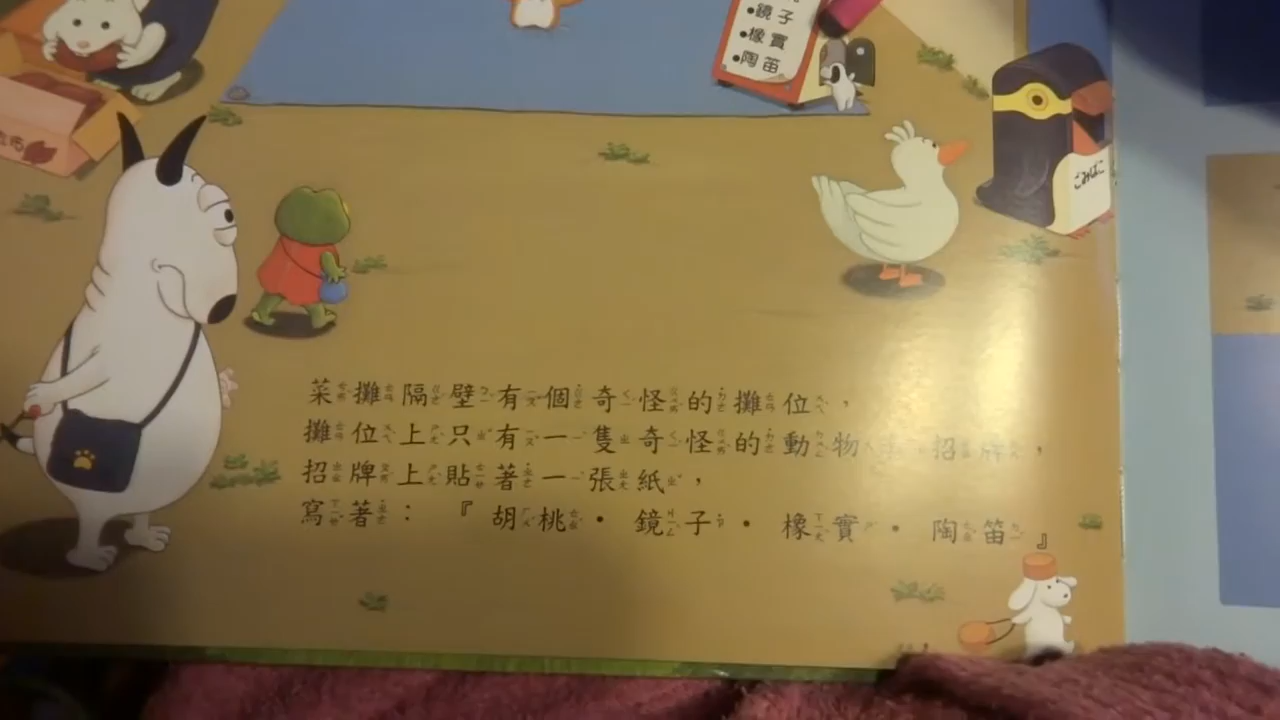 •鏡子
•橡實
•陶笛
ごみばこ
菜攤隔壁有個奇怪的攤位，
攤位上只有一隻奇怪的動物 招牌，
招牌上貼著一張紙，
寫著：『胡桃・鏡子・橡實・陶笛』